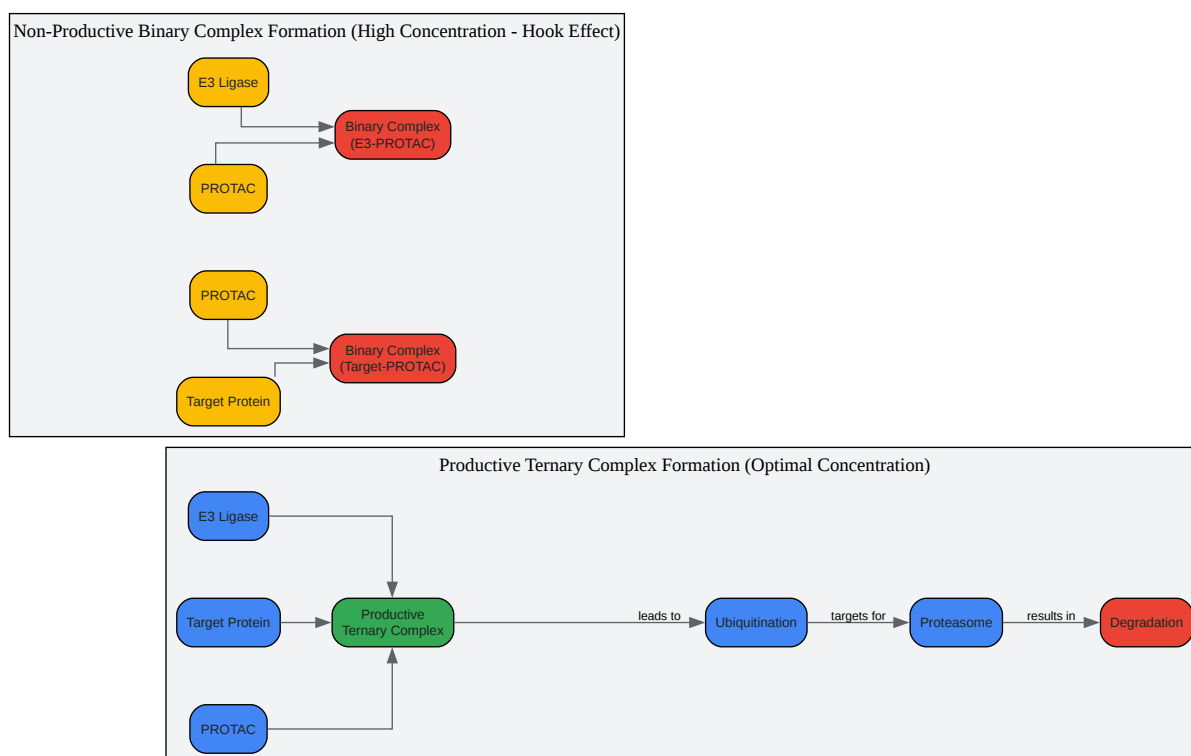 Non-Productive Binary Complex Formation (High Concentration - Hook Effect)
E3 Ligase
Binary Complex
(E3-PROTAC)
PROTAC
PROTAC
Binary Complex
(Target-PROTAC)
Target Protein
Productive Ternary Complex Formation (Optimal Concentration)
E3 Ligase
Target Protein
Productive
Ternary Complex
leads to
Ubiquitination
targets for
Proteasome
results in
Degradation
PROTAC